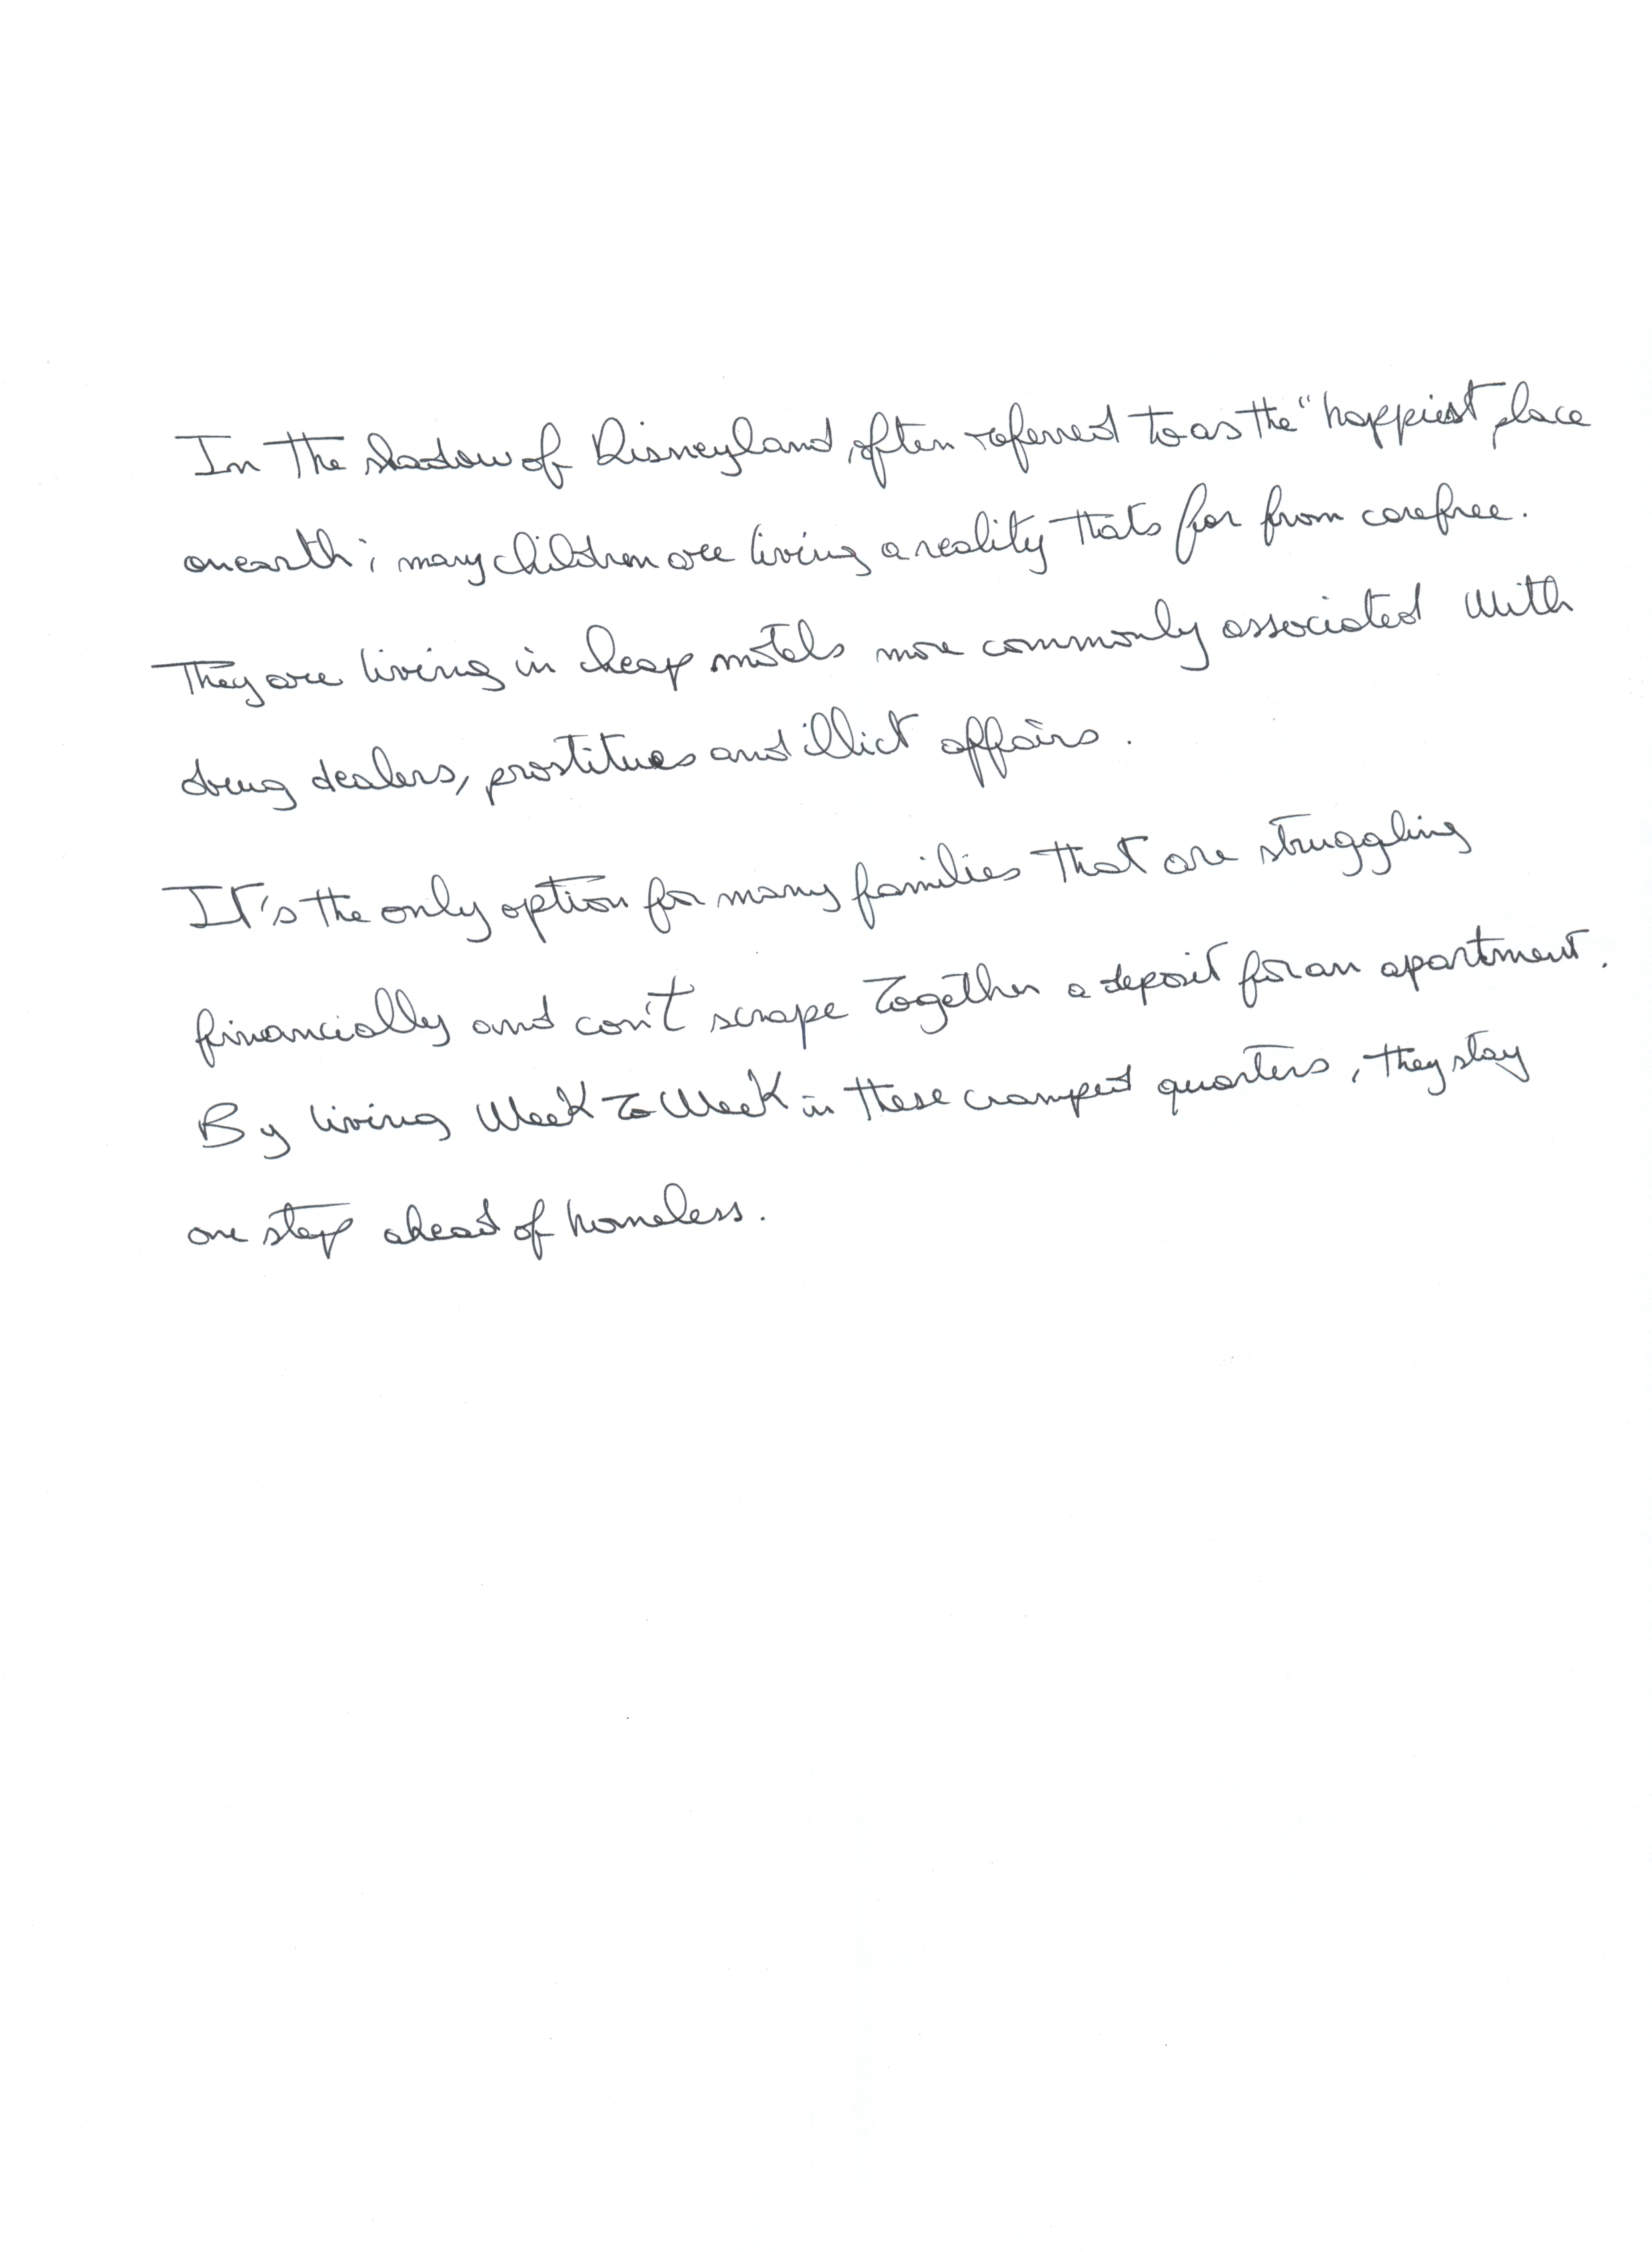 In the shadow of Disneyland, often referred to as the "happiest place
on earth; many children are living a reality thats far from carefree.
They are living in cheap motels more commonly associated with
drug dealers, prostitues and illict affairs.
It's the only option for many families that are struggling
financially and con't scrape together a deposit for an apartment.
By living week to week in these cramped quarters, they stay
one step ahead of homeless.